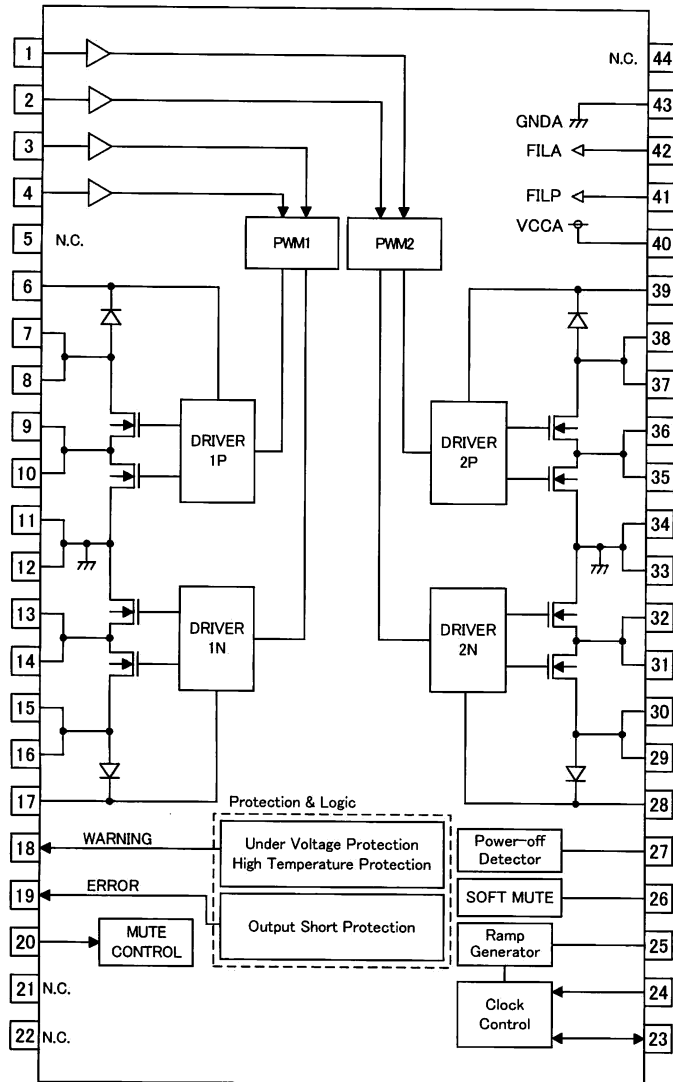 1
N.C.
44
2
43
GNDA
3
FILA
42
4
FILP
41
VCCA
5
N.C.
PWM1
PWM2
40
6
39
7
38
8
37
9
36
DRIVER
1P
DRIVER
2P
10
35
11
34
12
33
13
32
DRIVER
1N
DRIVER
2N
14
31
15
30
16
29
17
28
Protection & Logic
18
WARNING
Under Voltage Protection
High Temperature Protection
Power-off
Detector
27
19
ERROR
SOFT MUTE
26
20
MUTE
CONTROL
Output Short Protection
Ramp
Generator
25
21
N.C.
24
Clock
Control
22
N.C.
23